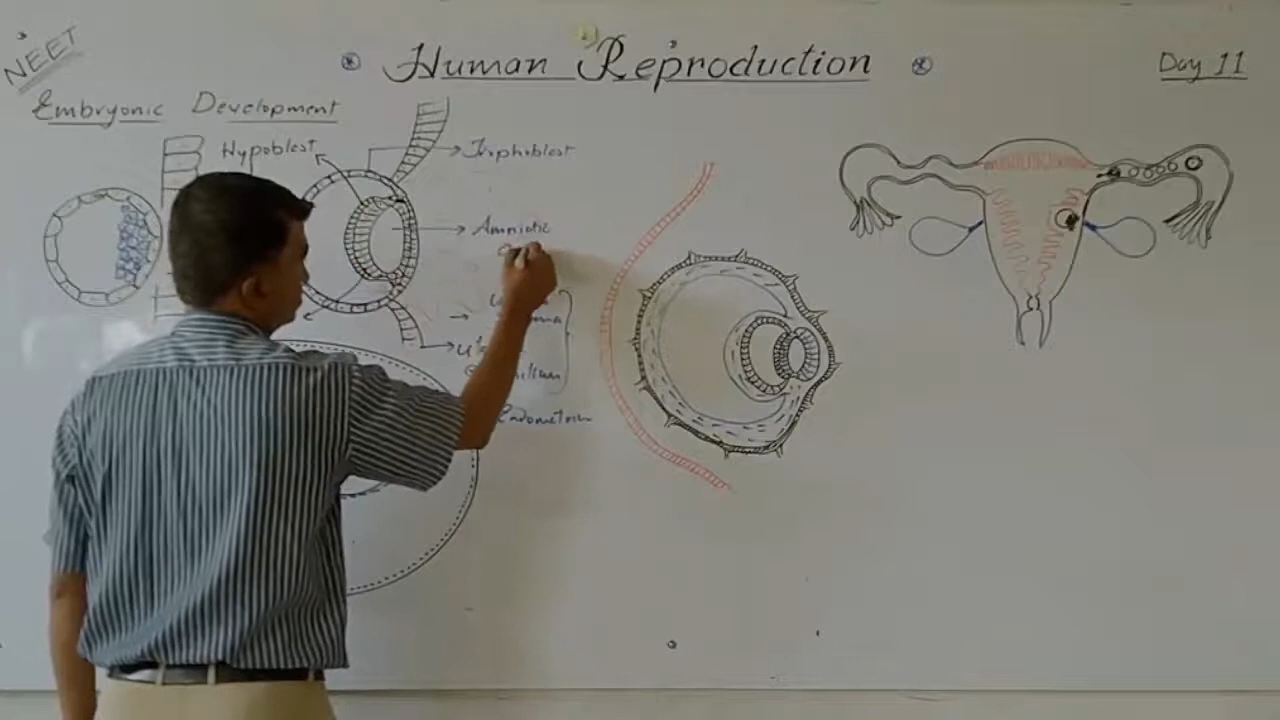 NEET
Human Reproduction
Day 11
Embryonic Development
Hypoblast
Trophoblast
Amniotic
Endometrium